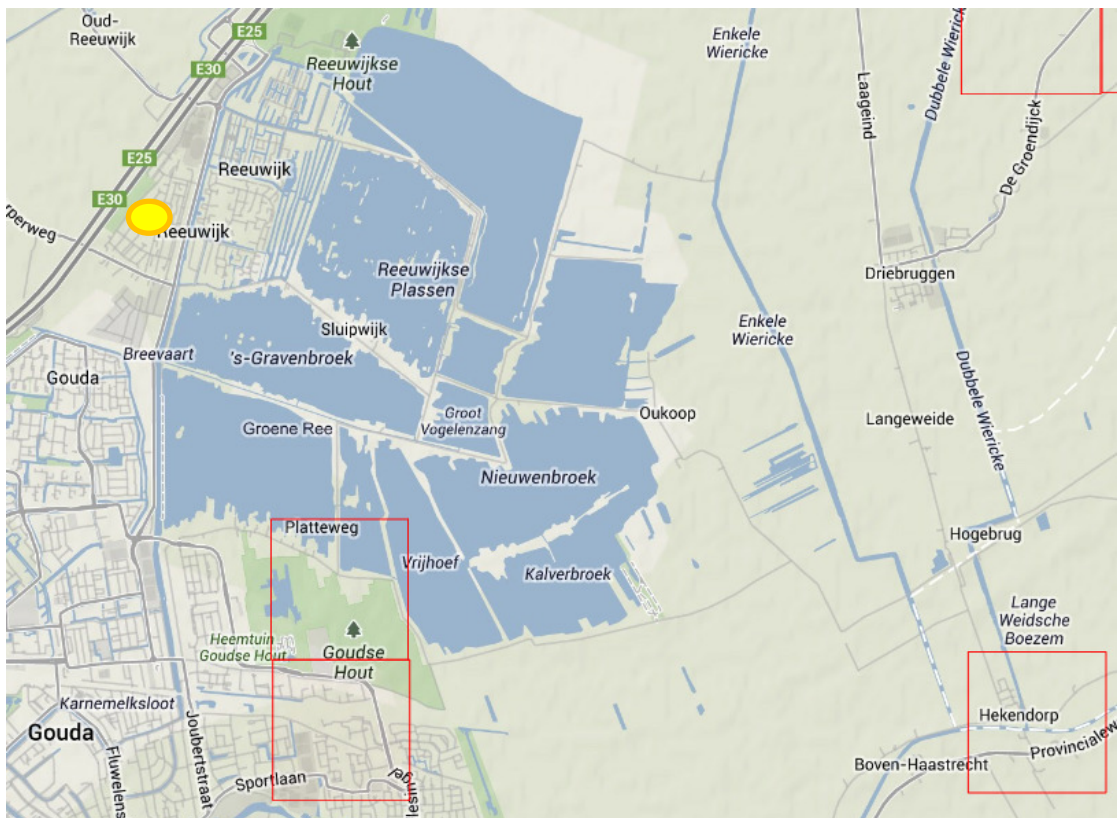 Oud-
Reeuwijk
E25
E30
Reeuwijkse
Hout
Enkele
Wiericke
Laageind
Dubbele Wiericke
De Groendijck
E25
E30
Reeuwijk
Reeuwijk
rperweg
Reeuwijkse
Plassen
Driebruggen
Sluipwijk
Enkele
Wiericke
Breevaart
's-Gravenbroek
Gouda
Dubbele Wiericke
Groene Ree
Groot
Vogelenzang
Oukoop
Langeweide
Nieuwenbroek
Platteweg
Vrijhoef
Kalverbroek
Hogebrug
Lange
Weidsche
Boezem
Heemtuin
Goudse Hout
Goudse
Hout
Karnemelksloot
Gouda
Joubertstraat
Fluwelens
Sportlaan
lesingel
Hekendorp
Boven-Haastrecht
Provincialew